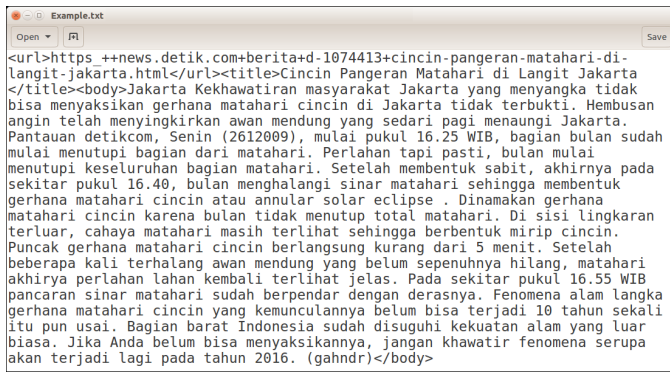 Example.txt
Open
Save
<url>https_++news.detik.com+berita+d-1074413+cincin-pangeran-matahari-di-
langit-jakarta.html</url><title>Cincin Pangeran Matahari di Langit Jakarta
</title><body>Jakarta Kekhawatiran masyarakat Jakarta yang menyangka tidak
bisa menyaksikan gerhana matahari cincin di Jakarta tidak terbukti. Hembusan
angin telah menyingkirkan awan mendung yang sedari pagi menaungi Jakarta.
Pantauan detikcom, Senin (2612009), mulai pukul 16.25 WIB, bagian bulan sudah
mulai menutupi bagian dari matahari. Perlahan tapi pasti, bulan mulai
menutupi keseluruhan bagian matahari. Setelah membentuk sabit, akhirnya pada
sekitar pukul 16.40, bulan menghalangi sinar matahari sehingga membentuk
gerhana matahari cincin atau annular solar eclipse . Dinamakan gerhana
matahari cincin karena bulan tidak menutup total matahari. Di sisi lingkaran
terluar, cahaya matahari masih terlihat sehingga berbentuk mirip cincin.
Puncak gerhana matahari cincin berlangsung kurang dari 5 menit. Setelah
beberapa kali terhalang awan mendung yang belum sepenuhnya hilang, matahari
akhirya perlahan lahan kembali terlihat jelas. Pada sekitar pukul 16.55 WIB
pancaran sinar matahari sudah berpendar dengan derasnya. Fenomena alam langka
gerhana matahari cincin yang kemunculannya belum bisa terjadi 10 tahun sekali
itu pun usai. Bagian barat Indonesia sudah disuguhi kekuatan alam yang luar
biasa. Jika Anda belum bisa menyaksikannya, jangan khawatir fenomena serupa
akan terjadi lagi pada tahun 2016. (gahndr)</body>